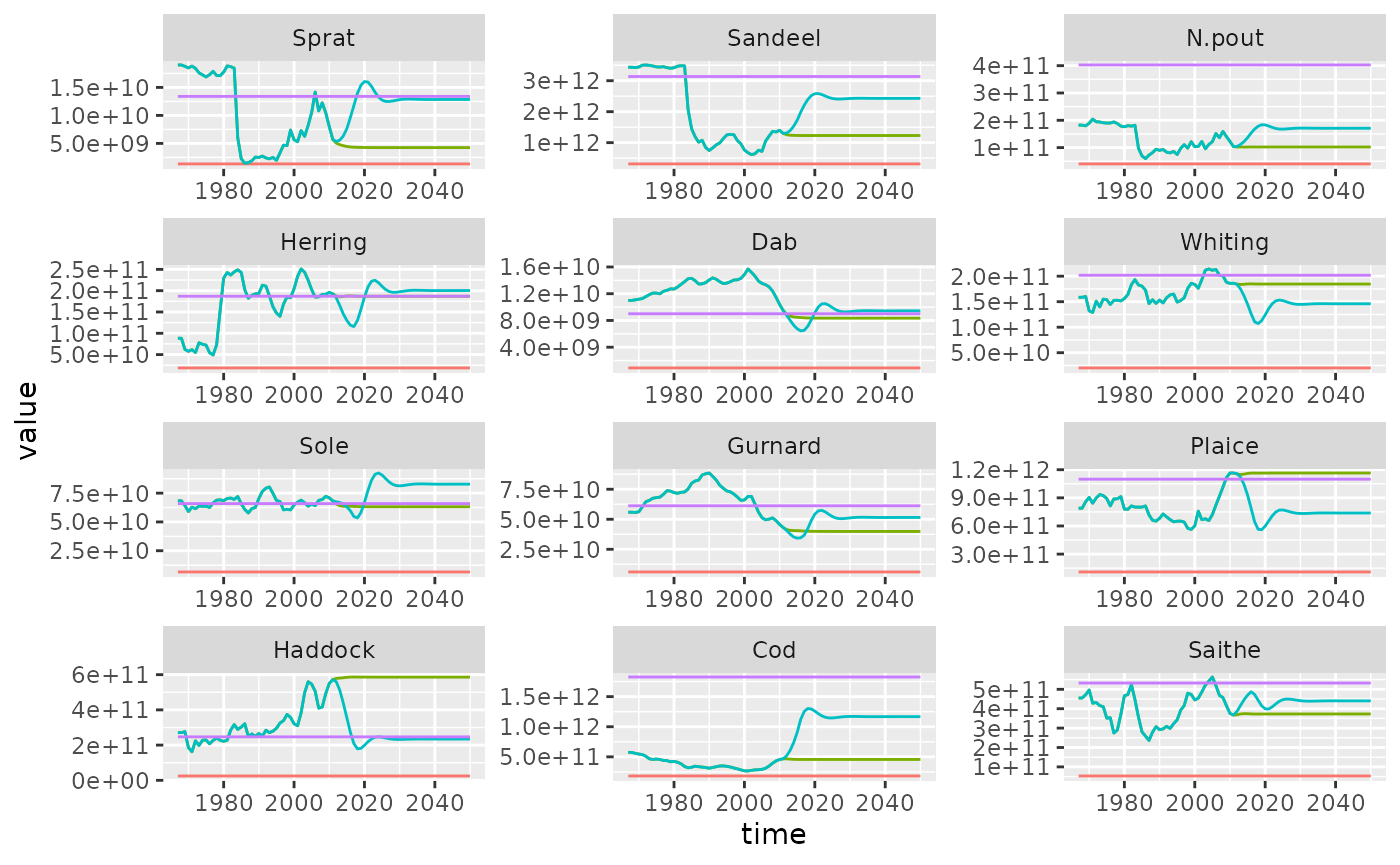 Sprat
Sandeel
N.pout
1.5e+10
1.0e+10
5.0e+09
3e+12
2e+12
1e+12
4e+11
3e+11
2e+11
1e+11
1980 2000 2020 2040
1980 2000 2020 2040
1980 2000 2020 2040
Herring
Dab
Whiting
2.5e+11
2.0e+11
1.5e+11
1.0e+11
5.0e+10
1.6e+10
1.2e+10
8.0e+09
4.0e+09
2.0e+11
1.5e+11
1.0e+11
5.0e+10
1980 2000 2020 2040
1980 2000 2020 2040
1980 2000 2020 2040
value
Sole
Gurnard
Plaice
7.5e+10
5.0e+10
2.5e+10
7.5e+10
5.0e+10
2.5e+10
1.2e+12
9.0e+11
6.0e+11
3.0e+11
1980 2000 2020 2040
1980 2000 2020 2040
1980 2000 2020 2040
Haddock
Cod
Saithe
6e+11
4e+11
2e+11
0e+00
1.5e+12
1.0e+12
5.0e+11
5e+11
4e+11
3e+11
2e+11
1e+11
1980 2000 2020 2040
1980 2000 2020 2040
1980 2000 2020 2040
time